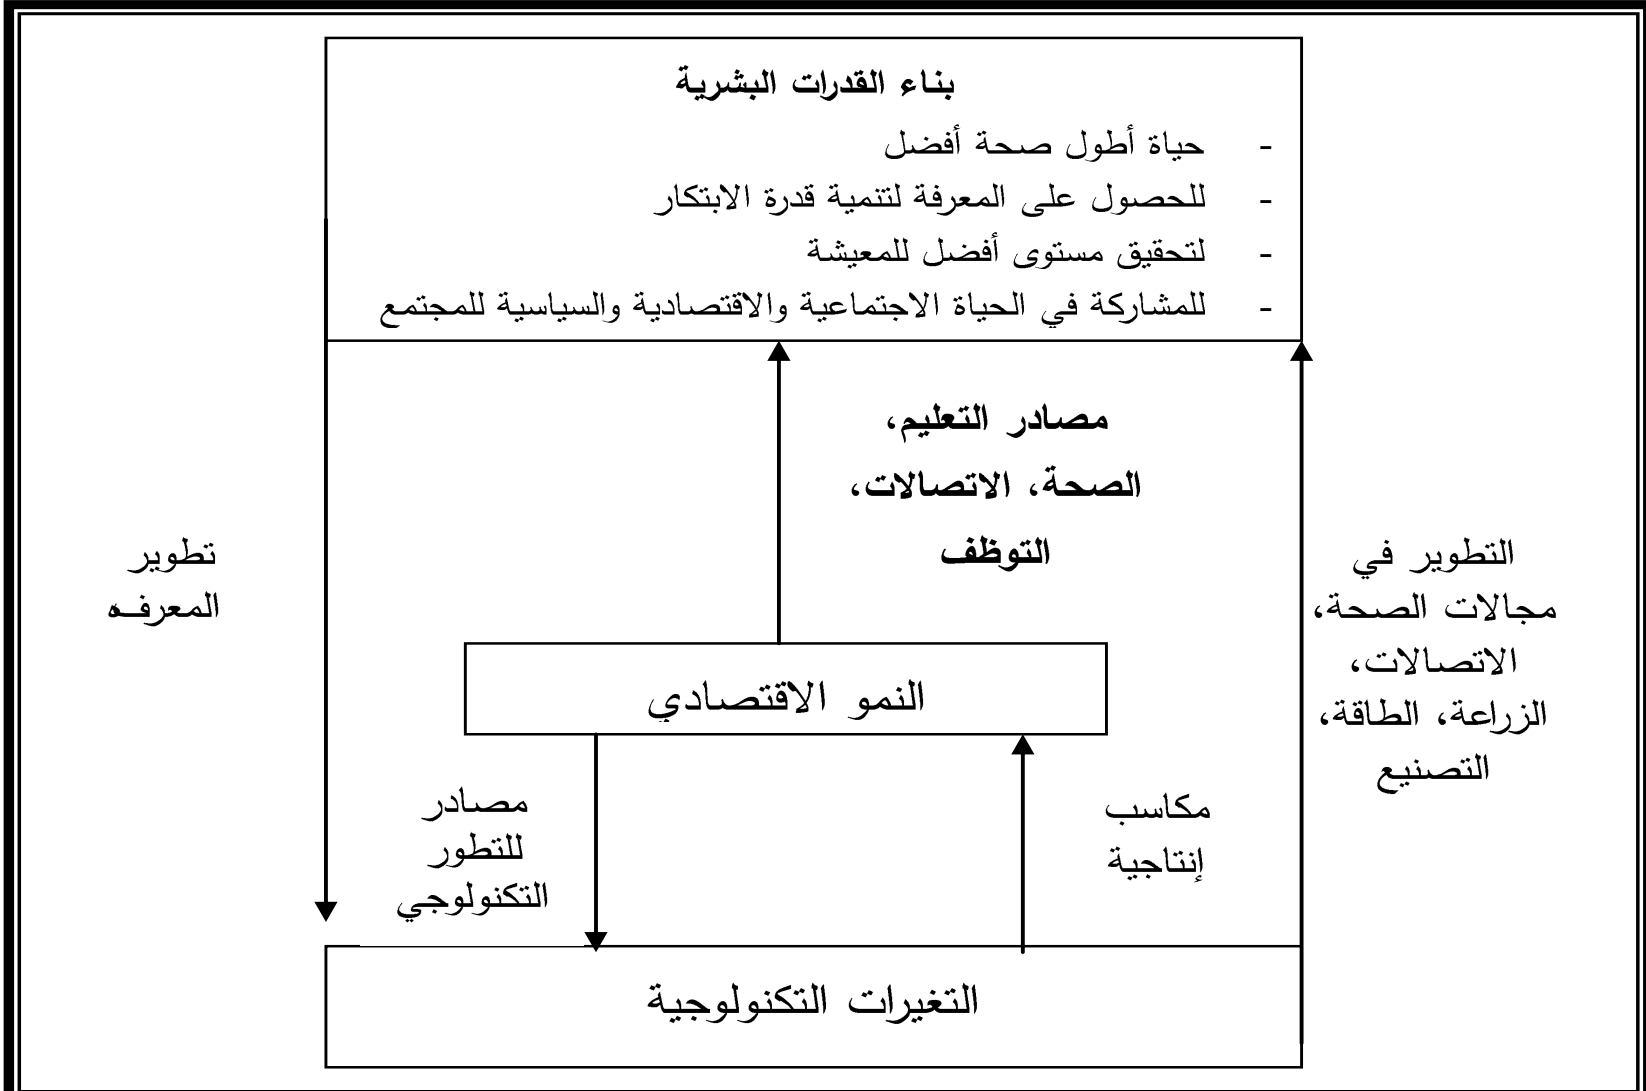 بناء القدرات البشرية
- حياة أطول صحة أفضل
- للحصول على المعرفة لتنمية قدرة الابتكار
- لتحقيق مستوى أفضل للمعيشة
- للمشاركة في الحياة الاجتماعية والاقتصادية والسياسية للمجتمع
مصادر التعليم،
الصحة، الاتصالات،
التوظف
التطوير في
مجالات الصحة،
الاتصالات،
الزراعة، الطاقة،
التصنيع
تطوير
المعرفـه
النمو الاقتصادي
مكاسب
إنتاجية
مصادر
للتطور
التكنولوجي
التغيرات التكنولوجية